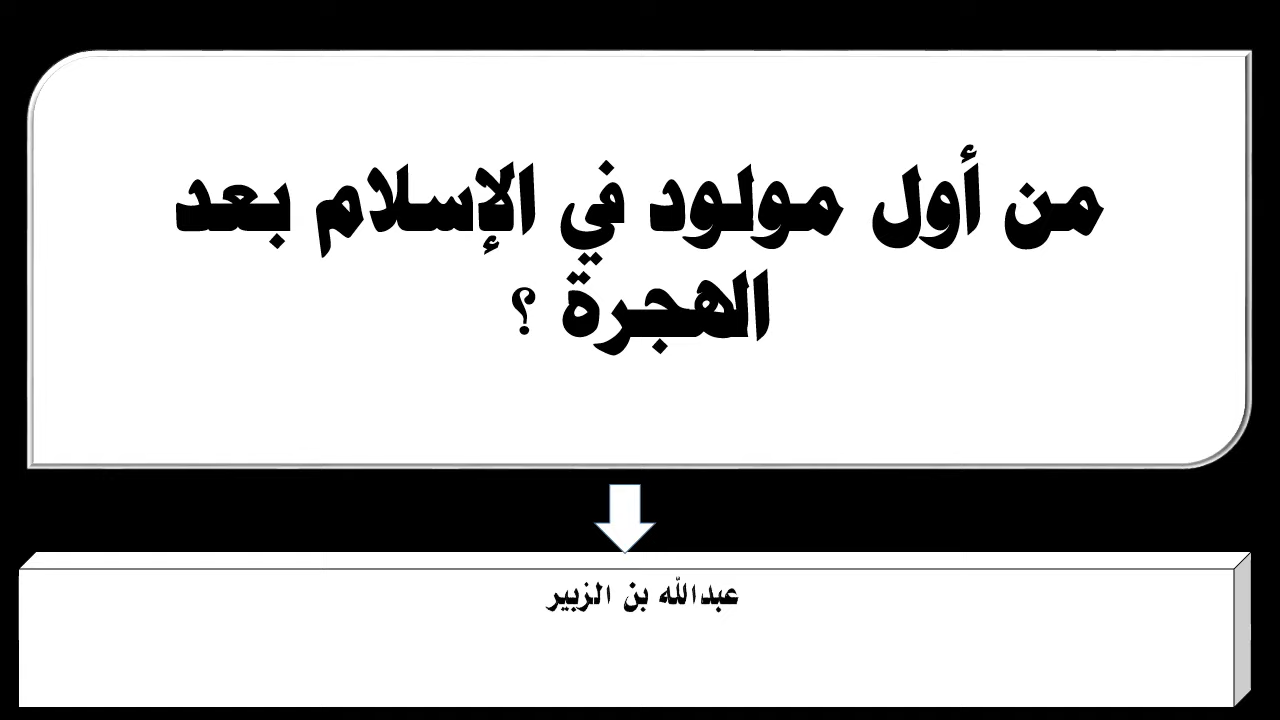 من أول مولود في الإسلام بعد
الهجرة ؟
عبدالله بن الزبير